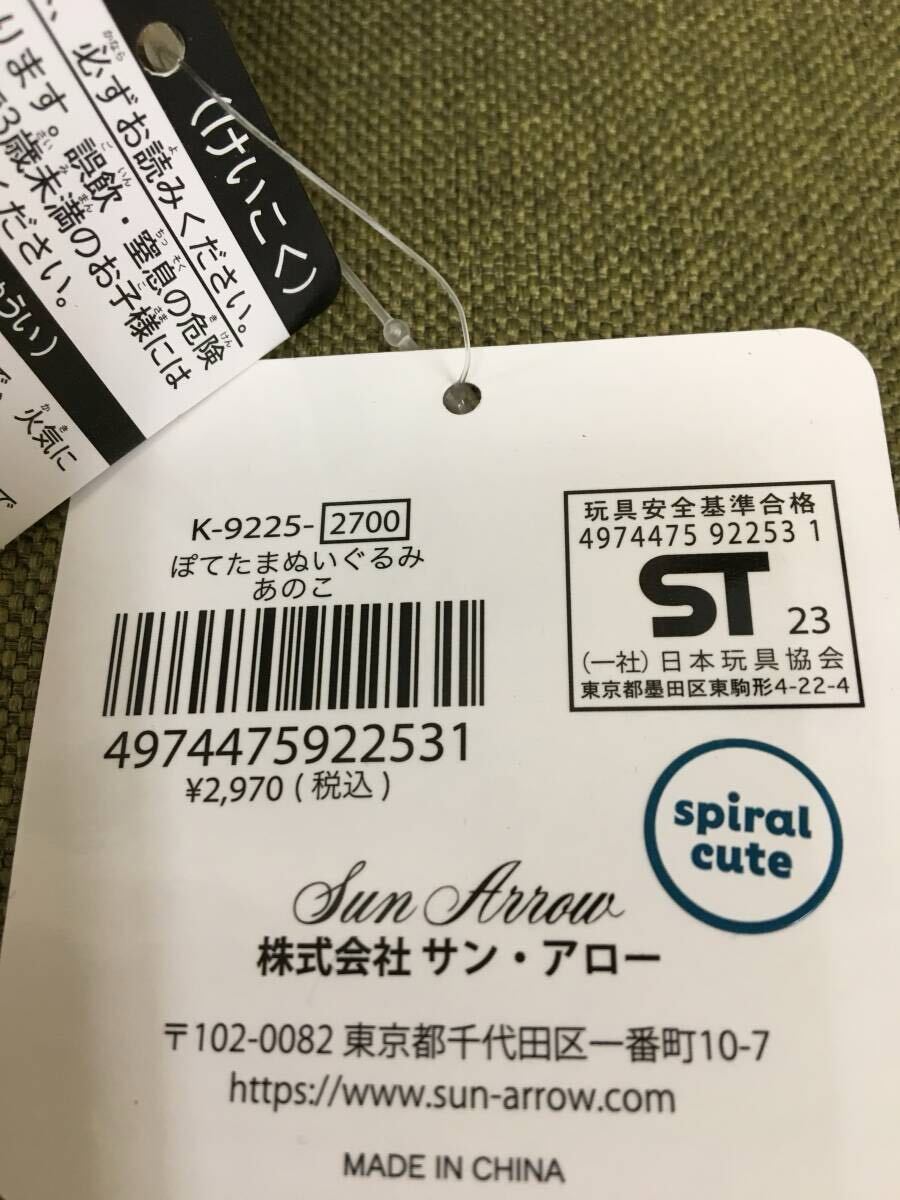 (けいこく)
必ずお読みください。
ります。誤飲・窒息の危険
3歳未満のお子様には
ください。
うい)
火気に
K-9225-2700
ぽてたまぬいぐるみ
あのこ
4974475922531
¥2,970(税込)
玩具安全基準合格
4974475 92253 1
ST 23
(一社)日本玩具協会
東京都墨田区東駒形4-22-4
spiral
cute
Sun Arrow
株式会社 サン・アロー
〒102-0082 東京都千代田区一番町10-7
https://www.sun-arrow.com
MADE IN CHINA